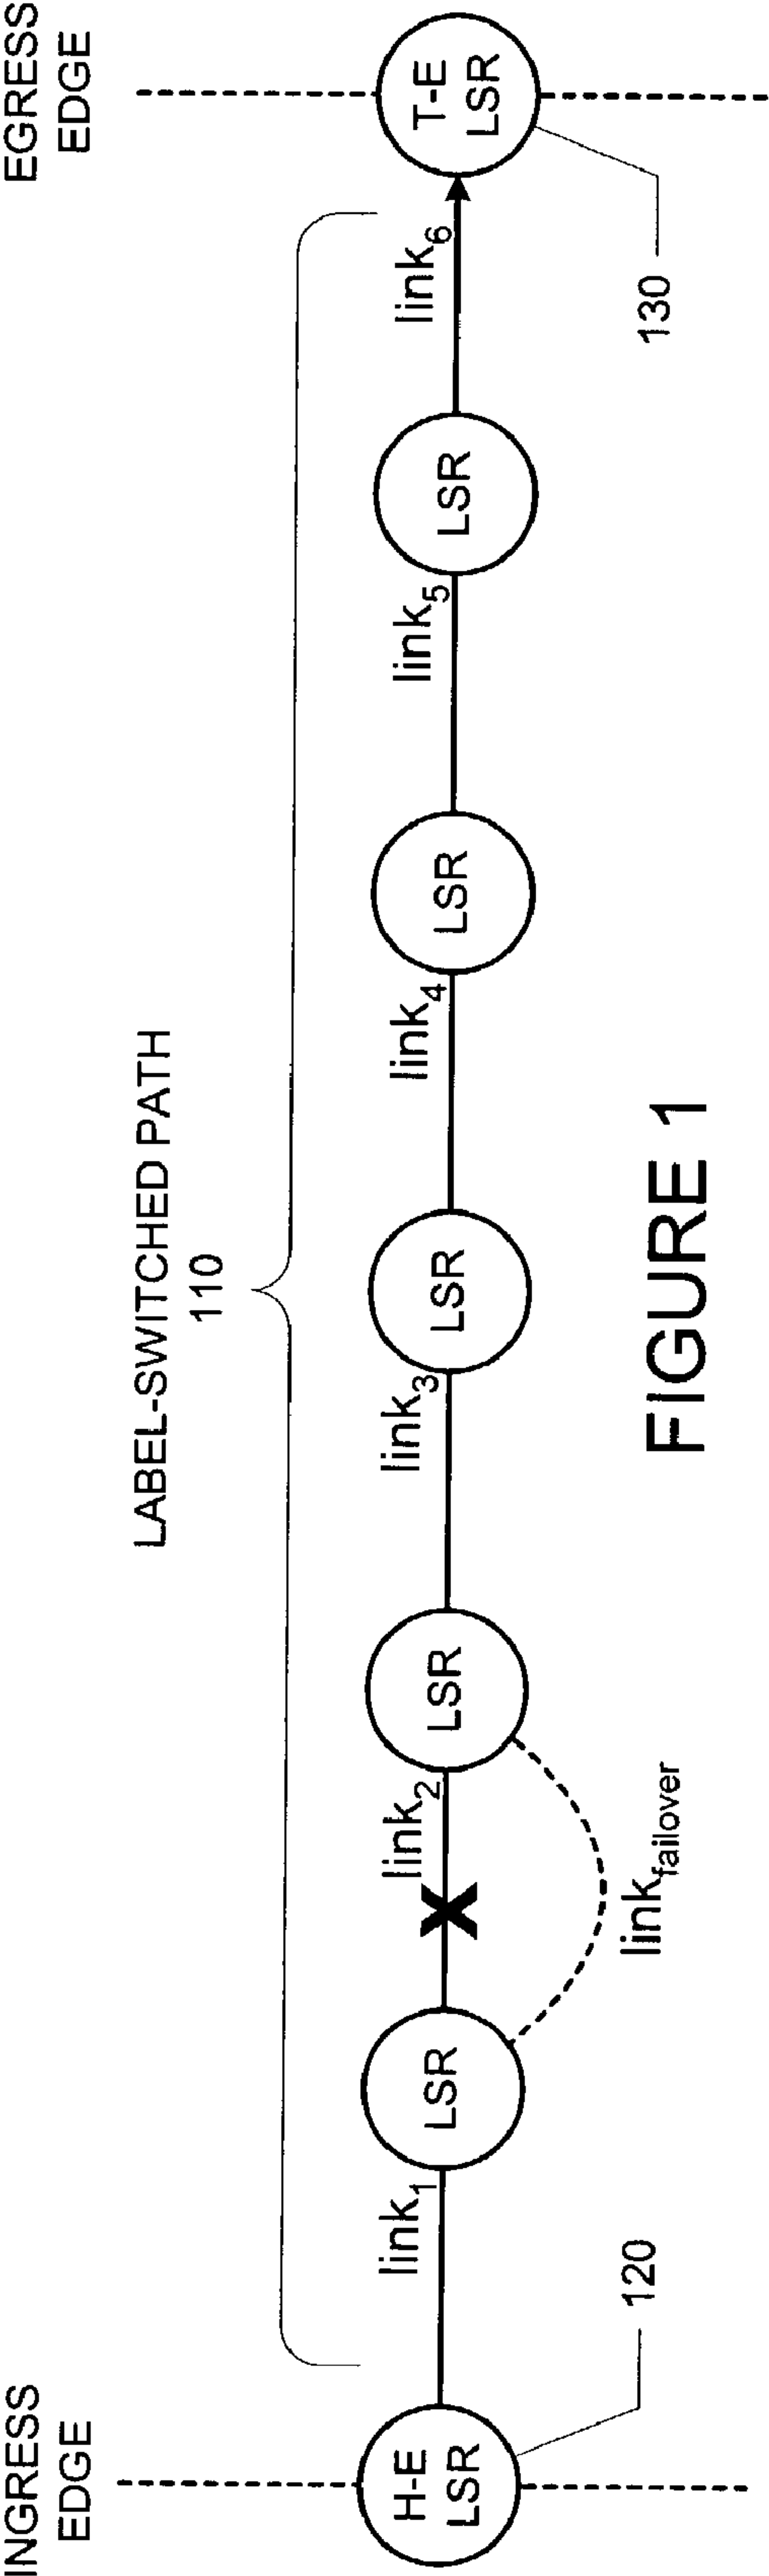 INGRESS
EDGE
EGRESS
EDGE
LABEL-SWITCHED PATH
110
H-E
LSR
link1
LSR
link2
X
LSR
link3
LSR
link4
LSR
link5
LSR
link6
T-E
LSR
linkfailover
120
130
FIGURE 1